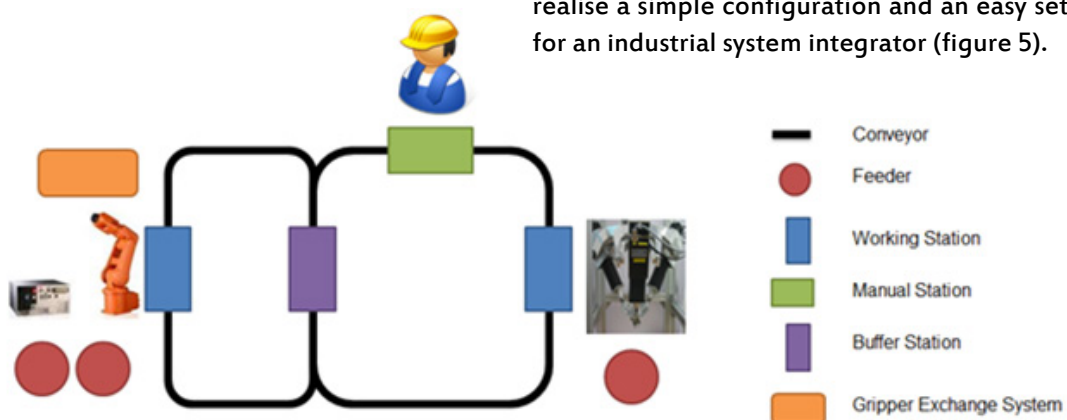 realise a simple configuration and an easy set
for an industrial system integrator (figure 5).
Conveyor
Feeder
Working Station
Manual Station
Buffer Station
Gripper Exchange System